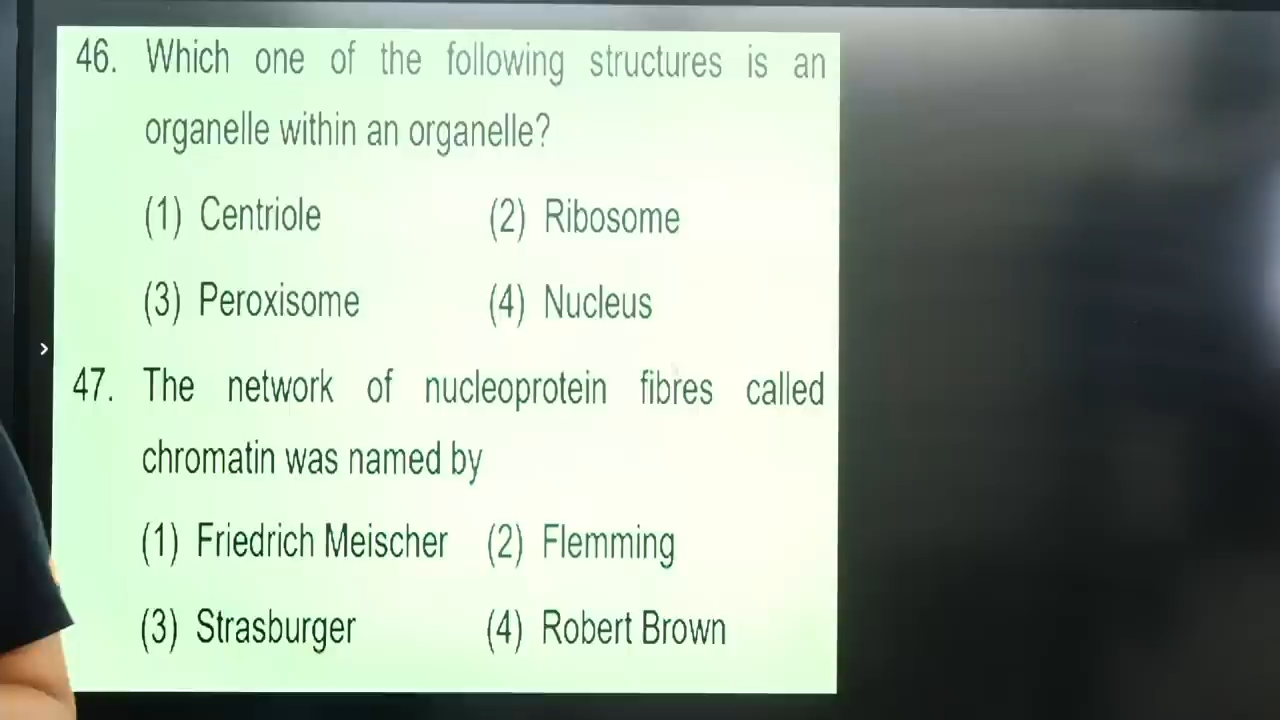 46. Which one of the following structures is an
organelle within an organelle?
(1) Centriole (2) Ribosome
(3) Peroxisome (4) Nucleus
47. The network of nucleoprotein fibres called
chromatin was named by
(1) Friedrich Meischer (2) Flemming
(3) Strasburger (4) Robert Brown